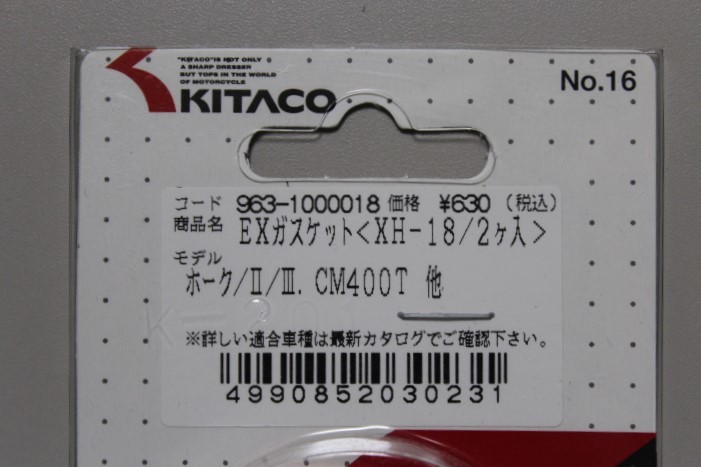 "KITACO"IS NOT ONLY
A SHARP DRESSER
BUT TOPS IN THE WORLD
OF MOTORCYCLE
KITACO
No.16
コード 963-1000018 価格 ¥630 (税込)
商品名 EXガスケット<XH-18/2ヶ入>
モデル
ホーク/Ⅱ/Ⅲ. CM400T 他
※詳しい適合車種は最新カタログでご確認下さい。
4990852030231